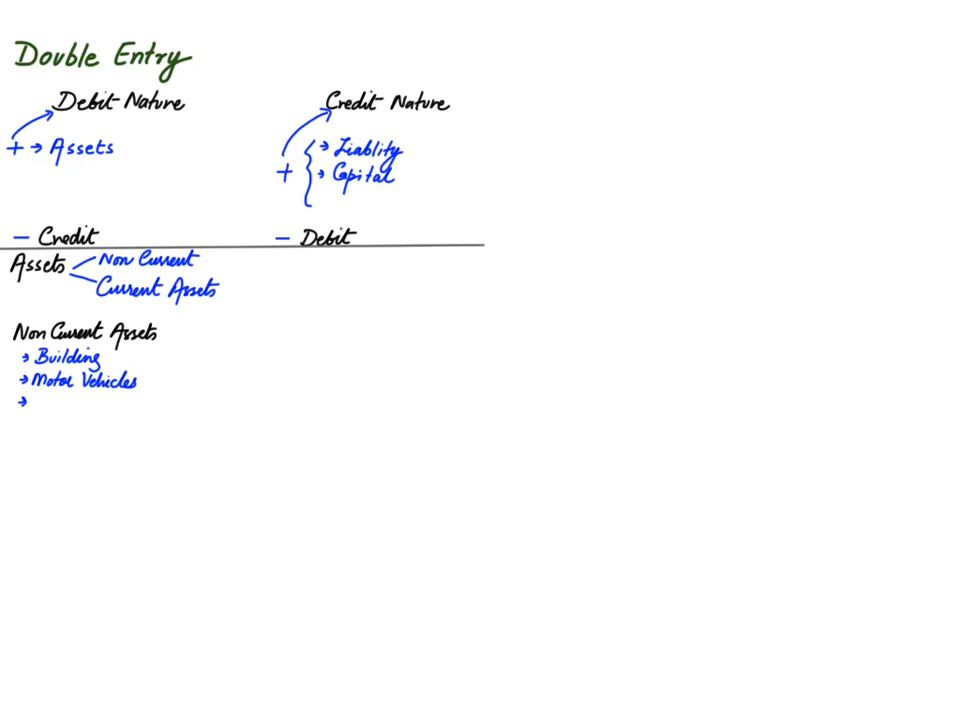 Double Entry
Debit Nature
Credit Nature
+ → Assets
+ { → Liablity
→ Capital
- Credit
- Debit
Assets
Non Current
Current Assets
Non Current Assets
→ Building
→ Motor Vehicles
→